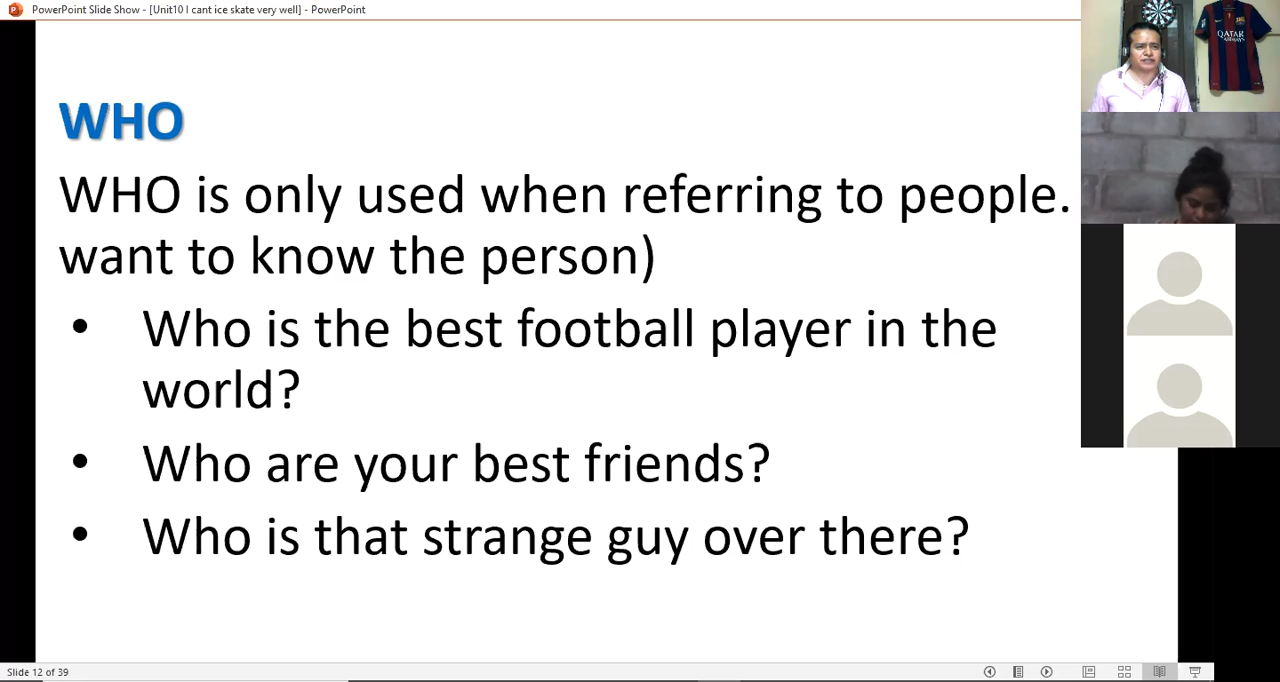 PowerPoint Slide Show - [Unit10 I cant ice skate very well] - PowerPoint
QATAR
AIRWAYS
WHO
WHO is only used when referring to people.
want to know the person)
• Who is the best football player in the
world?
• Who are your best friends?
• Who is that strange guy over there?
Slide 12 of 39